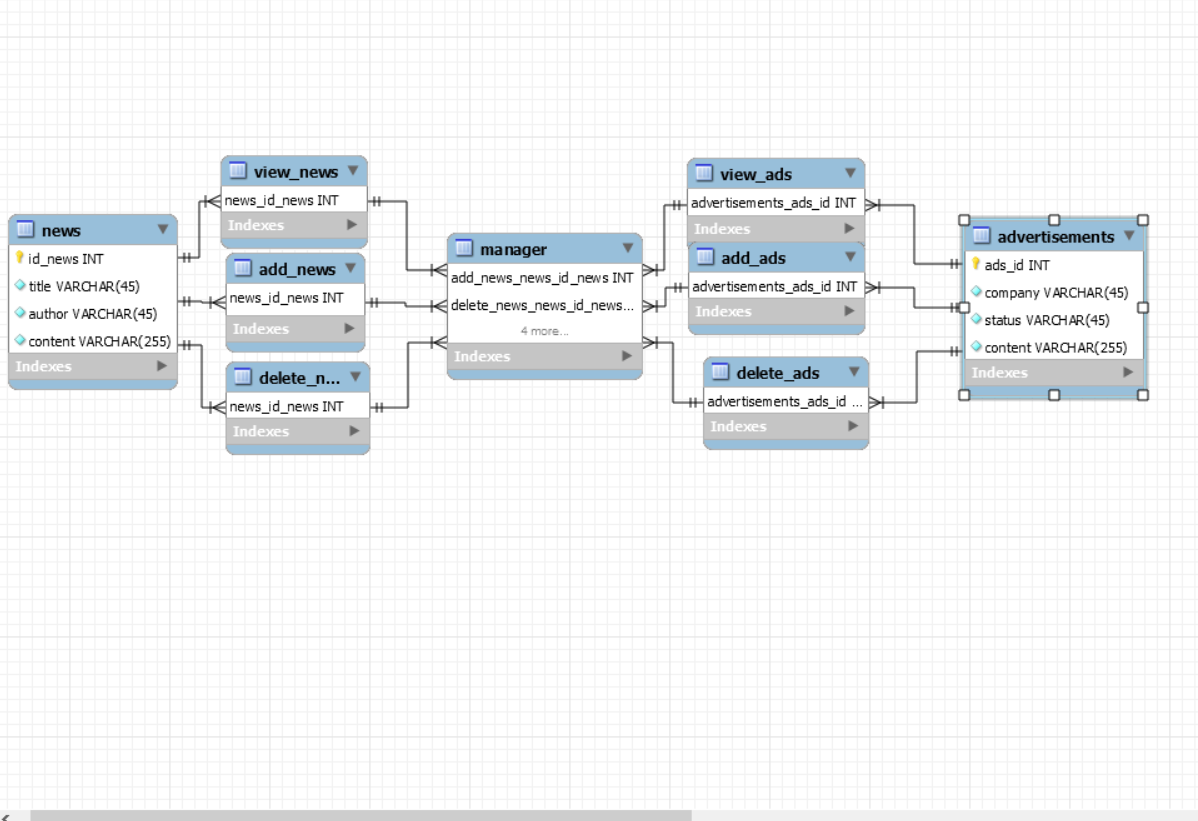 news
id_news INT
title VARCHAR(45)
author VARCHAR(45)
content VARCHAR(255)
Indexes
view_news
news_id_news INT
Indexes
add_news
news_id_news INT
Indexes
delete_n...
news_id_news INT
Indexes
manager
add_news_news_id_news INT
delete_news_news_id_news...
4 more...
Indexes
view_ads
advertisements_ads_id INT
Indexes
add_ads
advertisements_ads_id INT
Indexes
delete_ads
advertisements_ads_id ...
Indexes
advertisements
ads_id INT
company VARCHAR(45)
status VARCHAR(45)
content VARCHAR(255)
Indexes